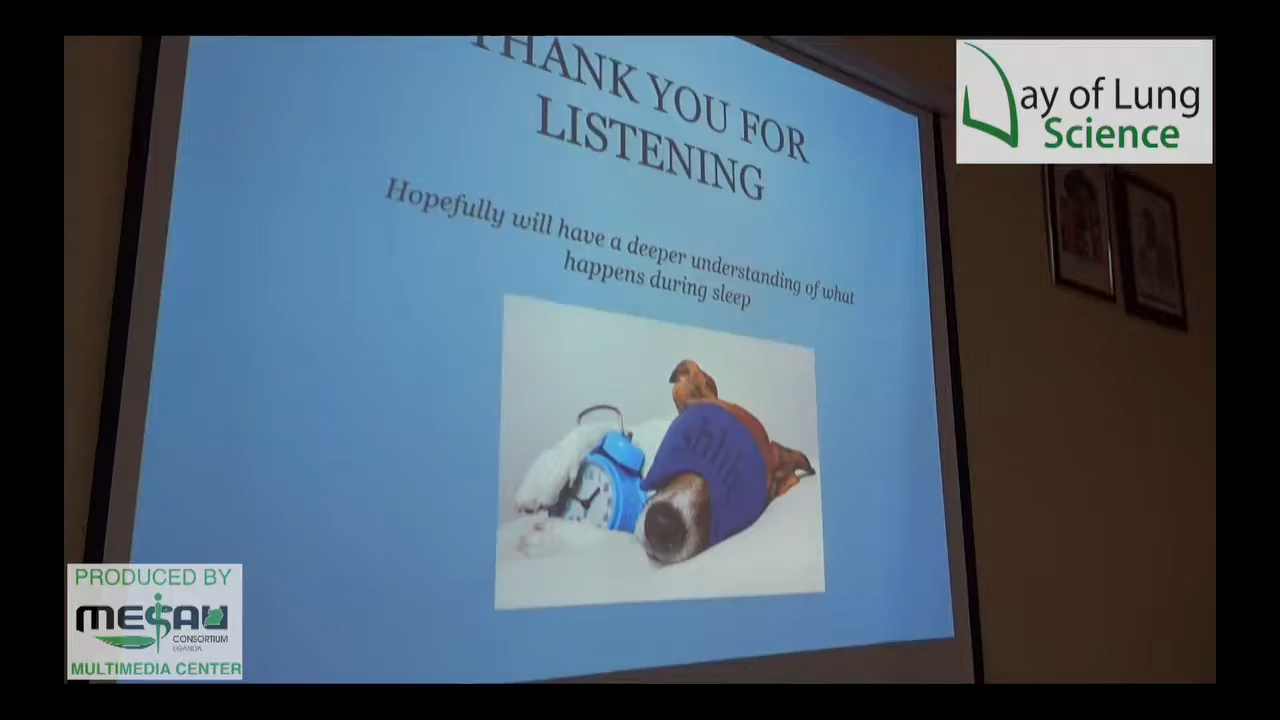 THANK YOU FOR
LISTENING
Hopefully will have a deeper understanding of what
happens during sleep
shhh
Day of Lung
Science
PRODUCED BY
MESAU
CONSORTIUM
UGANDA
MULTIMEDIA CENTER